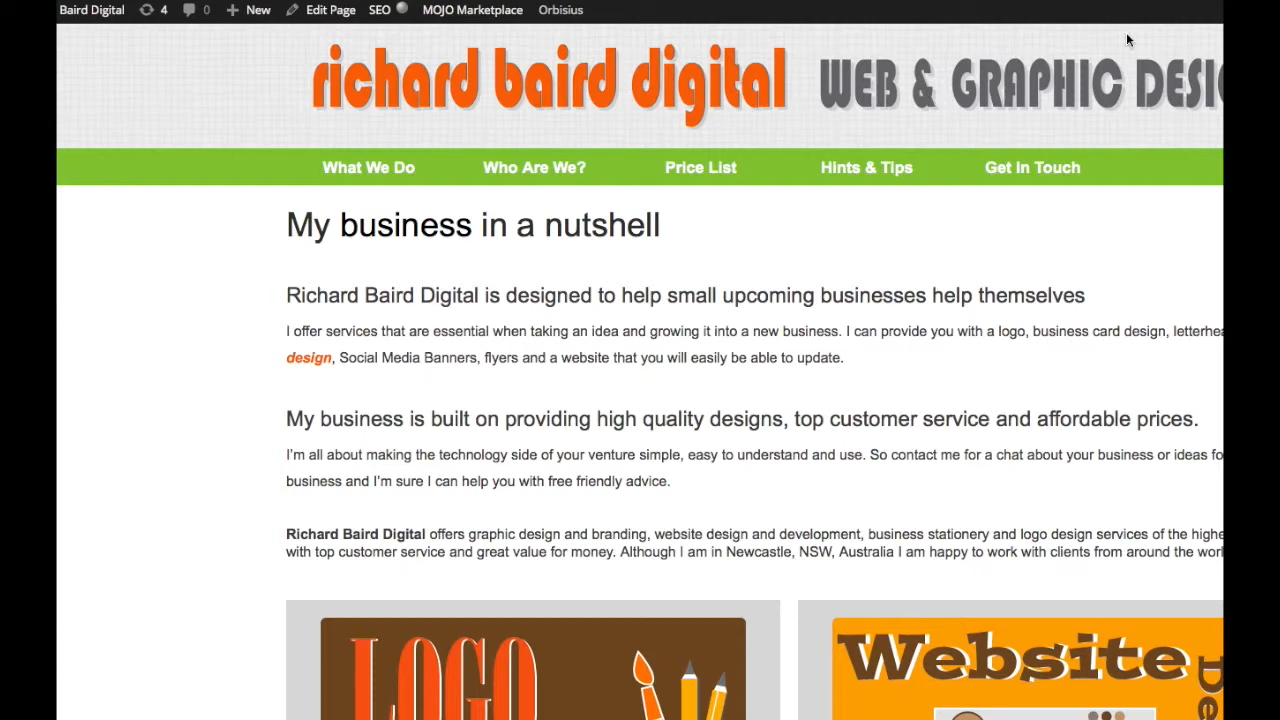 Baird Digital 4 0 New Edit Page SEO MOJO Marketplace Orbisius
richard baird digital WEB & GRAPHIC
What We Do Who Are We? Price List Hints & Tips Get In Touch
My business in a nutshell
Richard Baird Digital is designed to help small upcoming businesses help themselves
I offer services that are essential when taking an idea and growing it into a new business. I can provide you with a logo, business card design,
design, Social Media Banners, flyers and a website that you will easily be able to update.
My business is built on providing high quality designs, top customer service and affordable prices.
I'm all about making the technology side of your venture simple, easy to understand and use. So contact me for a chat about your business or ideas
business and I'm sure I can help you with free friendly advice.
Richard Baird Digital offers graphic design and branding, website design and development, business stationery and logo design services of the
with top customer service and great value for money. Although I am in Newcastle, NSW, Australia I am happy to work with clients from around the
LOGO Website